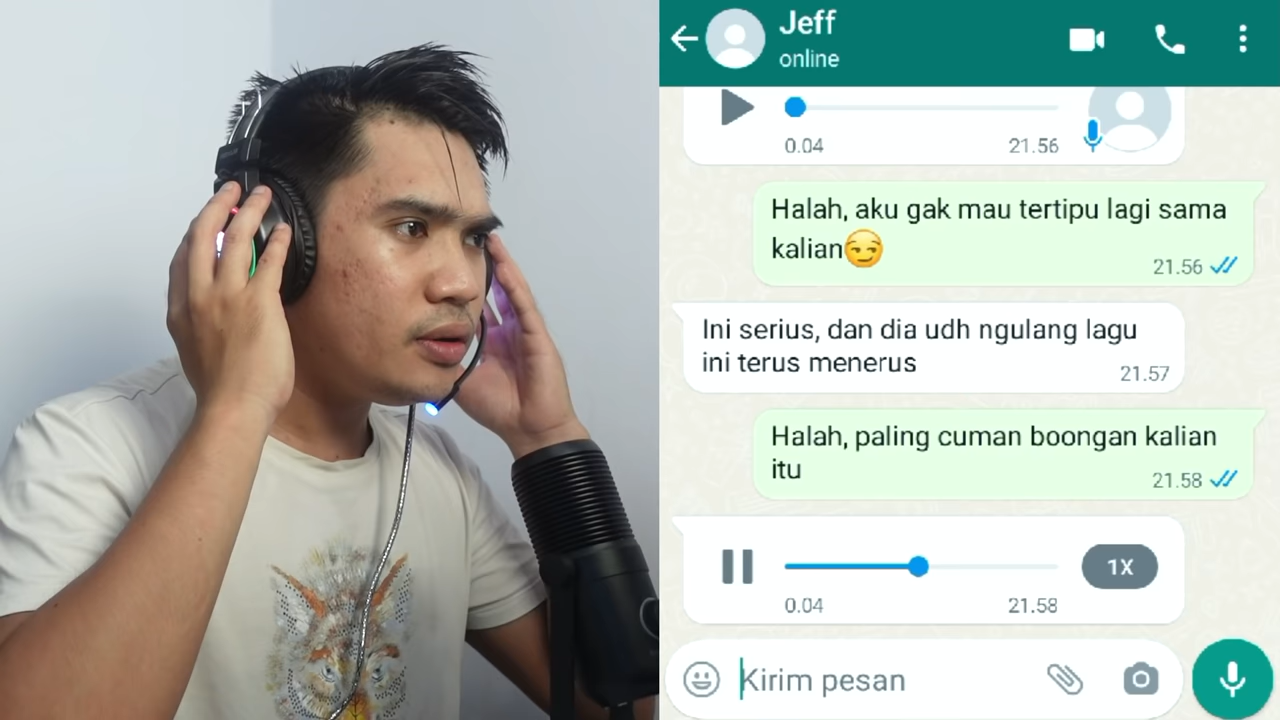 Jeff
online
0.04
21.56
Halah, aku gak mau tertipu lagi sama
kalian😏
21.56
Ini serius, dan dia udh ngulang lagu
ini terus menerus
21.57
Halah, paling cuman boongan kalian
itu
21.58
1X
0.04
21.58
Kirim pesan